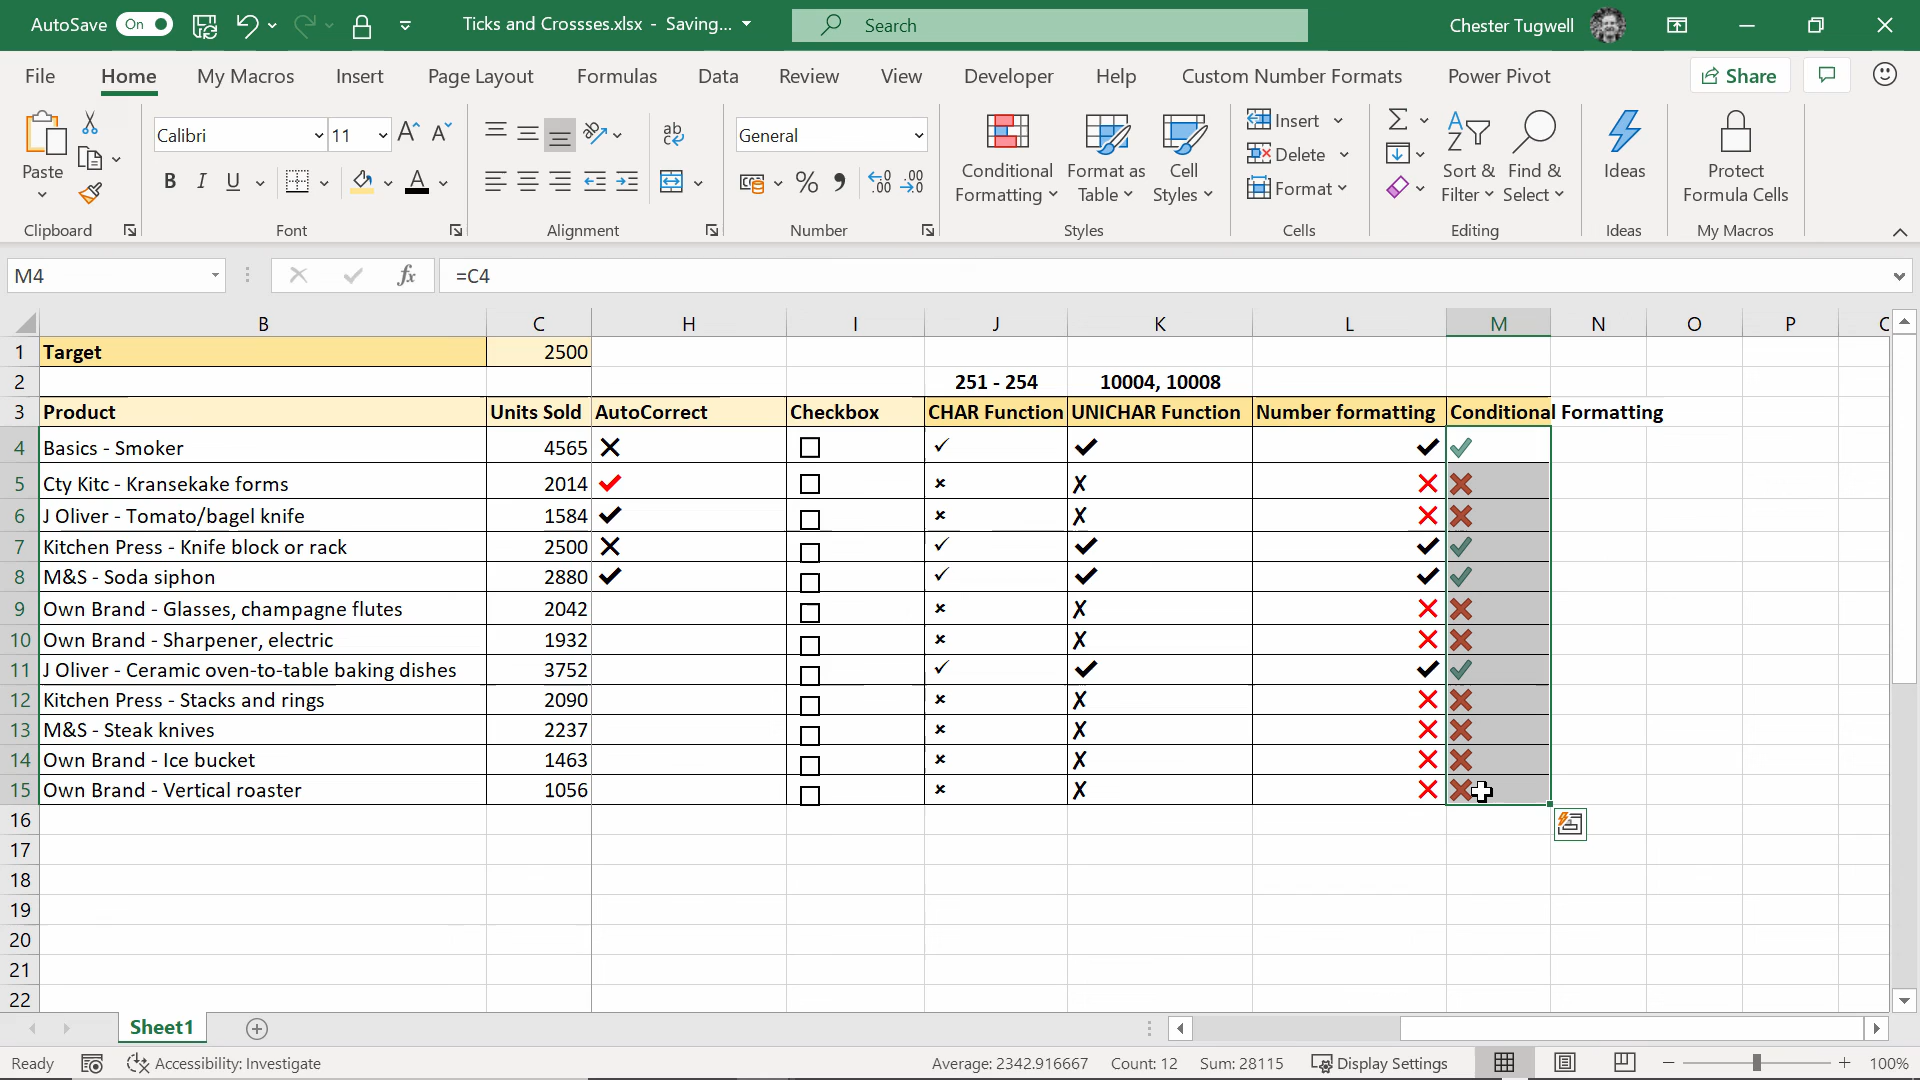 AutoSave On Ticks and Crossses.xlsx - Saving... Search Chester Tugwell
File Home My Macros Insert Page Layout Formulas Data Review View Developer Help Custom Number Formats Power Pivot Share
Paste Calibri 11 A A ab General Conditional Formatting Format as Table Cell Styles Insert Delete Format Sort & Filter Find & Select Ideas Protect Formula Cells
B I U A % 9
Clipboard Font Alignment Number Styles Cells Editing Ideas My Macros
M4 fx =C4
B C H I J K L M N O P
1 Target 2500
2 251 - 254 10004, 10008
3 Product Units Sold AutoCorrect Checkbox CHAR Function UNICHAR Function Number formatting Conditional Formatting
4 Basics - Smoker 4565 ✕ ☐ ✓ ✔ ✔ ✔
5 Cty Kitc - Kransekake forms 2014 ✔ ☐ × ✗ ✕ ✖
6 J Oliver - Tomato/bagel knife 1584 ✔ ☐ × ✗ ✕ ✖
7 Kitchen Press - Knife block or rack 2500 ✕ ☐ ✓ ✔ ✔ ✔
8 M&S - Soda siphon 2880 ✔ ☐ ✓ ✔ ✔ ✔
9 Own Brand - Glasses, champagne flutes 2042 ☐ × ✗ ✕ ✖
10 Own Brand - Sharpener, electric 1932 ☐ × ✗ ✕ ✖
11 J Oliver - Ceramic oven-to-table baking dishes 3752 ☐ ✓ ✔ ✔ ✔
12 Kitchen Press - Stacks and rings 2090 ☐ × ✗ ✕ ✖
13 M&S - Steak knives 2237 ☐ × ✗ ✕ ✖
14 Own Brand - Ice bucket 1463 ☐ × ✗ ✕ ✖
15 Own Brand - Vertical roaster 1056 ☐ × ✗ ✕ ✖
16
17
18
19
20
21
22
Sheet1
Ready Accessibility: Investigate Average: 2342.916667 Count: 12 Sum: 28115 Display Settings 100%